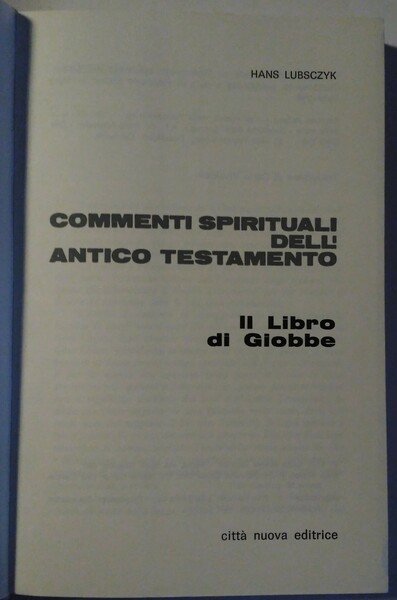 HANS LUBSCZYK
COMMENTI SPIRITUALI
DELL'
ANTICO TESTAMENTO
Il Libro
di Giobbe
città nuova editrice